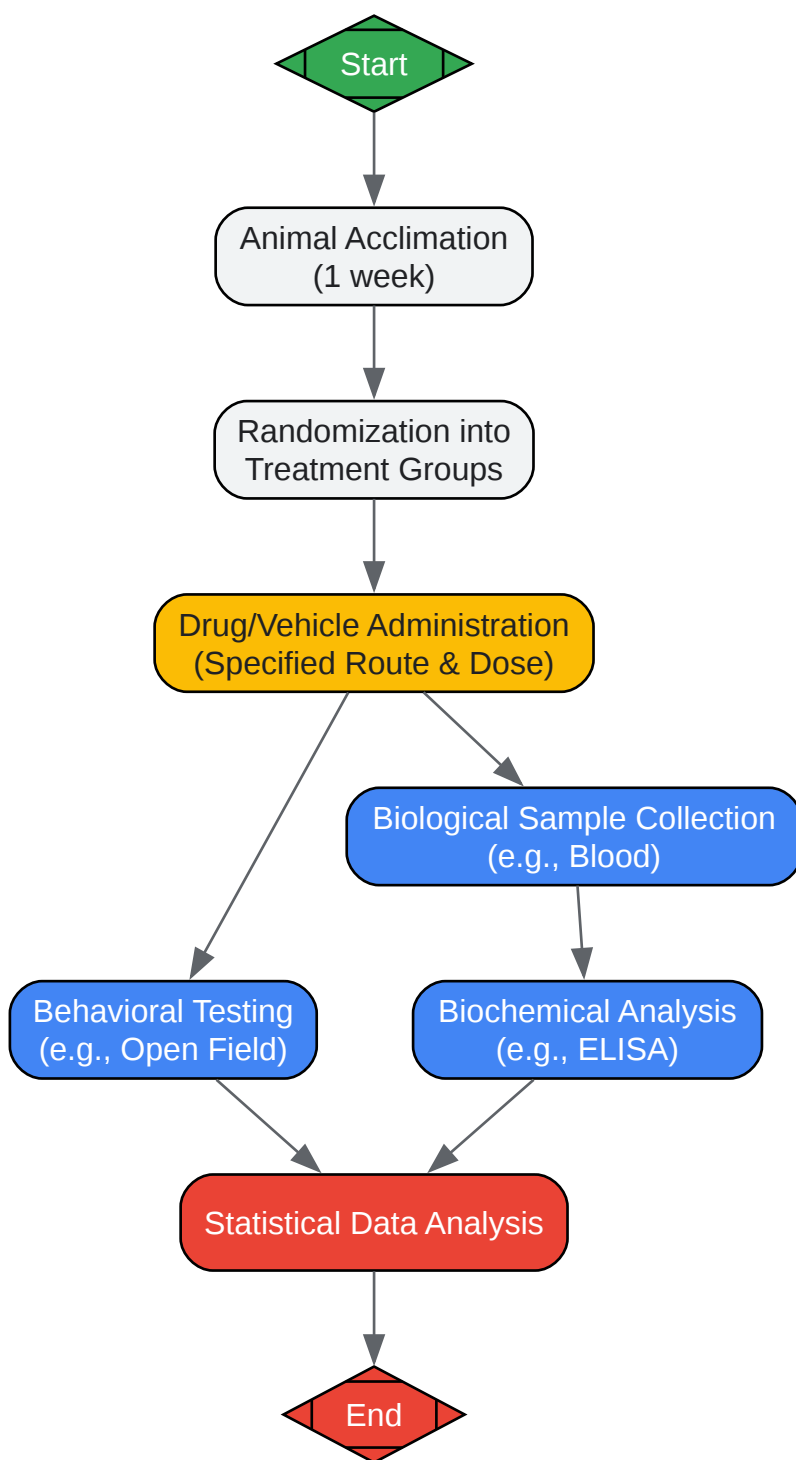 Start
Animal Acclimation
(1 week)
Randomization into
Treatment Groups
Drug/Vehicle Administration
(Specified Route & Dose)
Biological Sample Collection
(e.g., Blood)
Behavioral Testing
(e.g., Open Field)
Biochemical Analysis
(e.g., ELISA)
Statistical Data Analysis
End